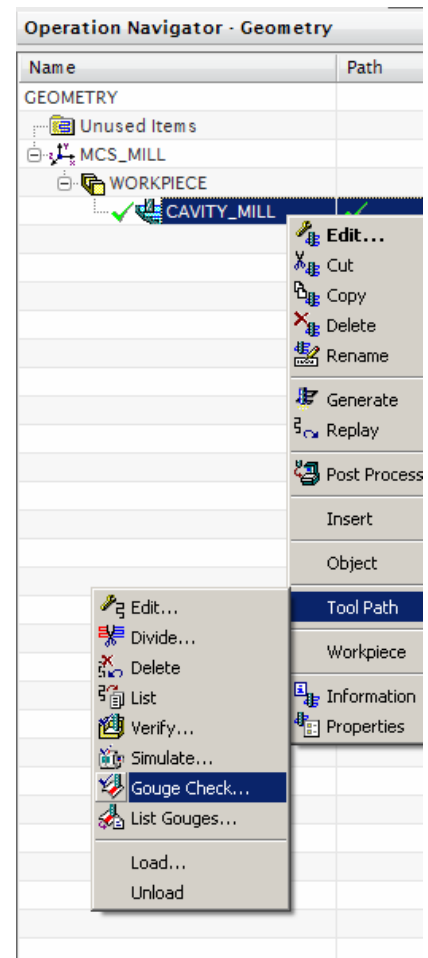 Operation Navigator - Geometry
Name Path
GEOMETRY
Unused Items
MCS_MILL
WORKPIECE
CAVITY_MILL
Edit...
Cut
Copy
Delete
Rename
Generate
Replay
Post Process
Insert
Object
Tool Path
Workpiece
Information
Properties
Edit...
Divide...
Delete
List
Verify...
Simulate...
Gouge Check...
List Gouges...
Load...
Unload